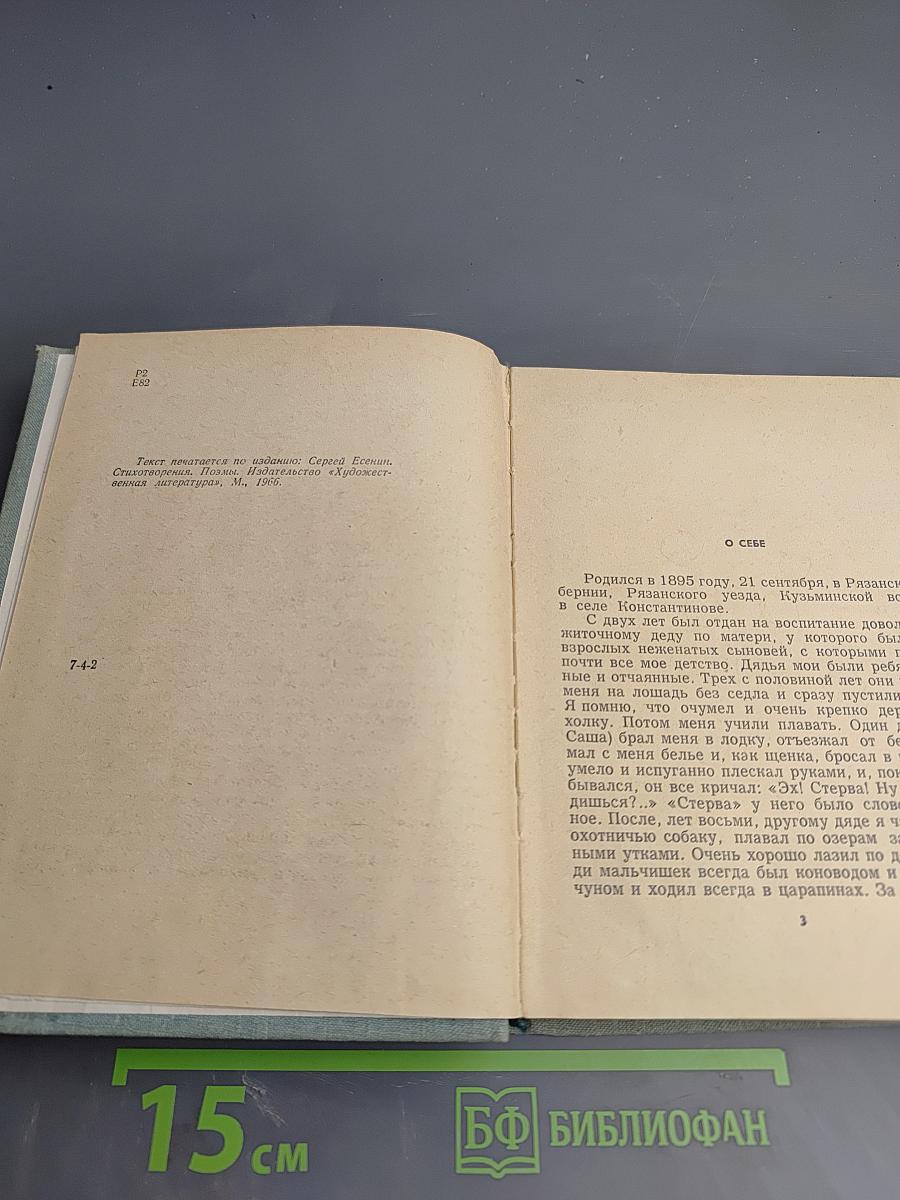 Р2
Е82
Текст печатается по изданию: Сергей Есенин.
Стихотворения. Поэмы. Издательство «Художест-
венная литература», М., 1966.
7-4-2
О СЕБЕ
Родился в 1895 году, 21 сентября, в Рязанск
бернии, Рязанского уезда, Кузьминской во
в селе Константинове.
С двух лет был отдан на воспитание довол
житочному деду по матери, у которого был
взрослых неженатых сыновей, с которыми п
почти все мое детство. Дядья мои были ребя
ные и отчаянные. Трех с половиной лет они
меня на лошадь без седла и сразу пустили
Я помню, что очумел и очень крепко дер
холку. Потом меня учили плавать. Один д
Саша) брал меня в лодку, отъезжал от бе
мал с меня белье и, как щенка, бросал в
умело и испуганно плескал руками, и, пок
бывался, он все кричал: «Эх! Стерва! Ну
дишься?..» «Стерва» у него было слово
ное. После, лет восьми, другому дяде я ч
охотничью собаку, плавал по озерам за
ными утками. Очень хорошо лазил по д
ди мальчишек всегда был коноводом и
чуном и ходил всегда в царапинах. За
3
15 см
БФ БИБЛИОФАН